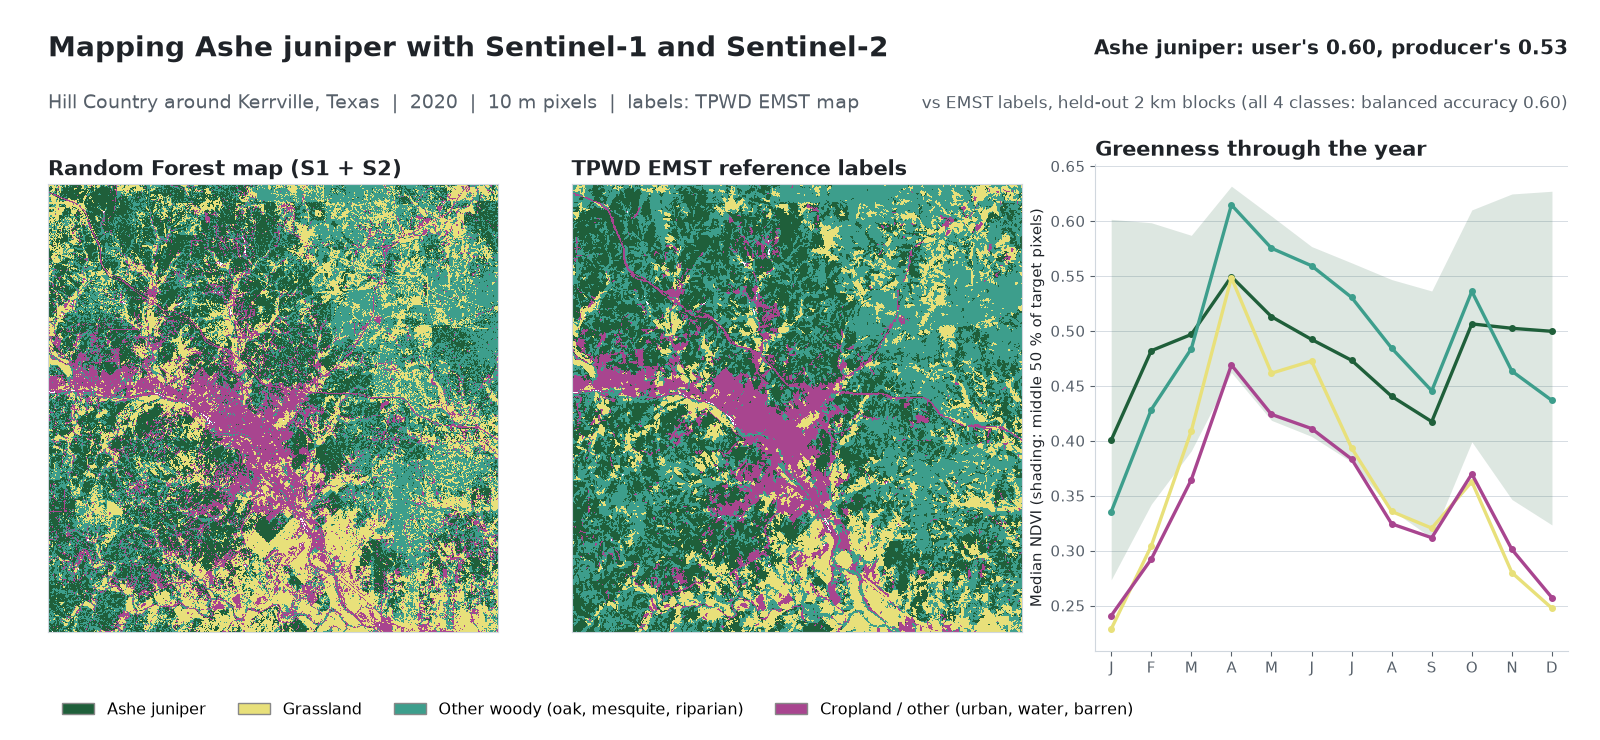 Mapping Ashe juniper with Sentinel-1 and Sentinel-2
Ashe juniper: user's 0.60, producer's 0.53
Hill Country around Kerrville, Texas | 2020 | 10 m pixels | labels: TPWD EMST map
vs EMST labels, held-out 2 km blocks (all 4 classes: balanced accuracy 0.60)
Random Forest map (S1 + S2)
TPWD EMST reference labels
Greenness through the year
Median NDVI (shading: middle 50 % of target pixels)
0.65
0.60
0.55
0.50
0.45
0.40
0.35
0.30
0.25
J F M A M J J A S O N D
Ashe juniper
Grassland
Other woody (oak, mesquite, riparian)
Cropland / other (urban, water, barren)